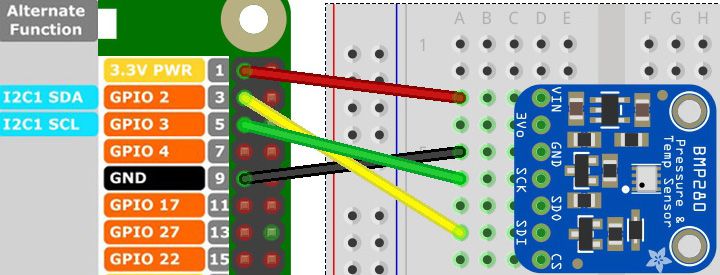 Alternate
Function
3.3V PWR 1
I2C1 SDA GPIO 2 3
I2C1 SCL GPIO 3 5
GPIO 4 7
GND 9
GPIO 17 11
GPIO 27 13
GPIO 22 15
A B C D E F G H
1
VIN
3Vo
GND
SCK
SDO
SDI
CS
BMP280
Pressure &
Temp Sensor